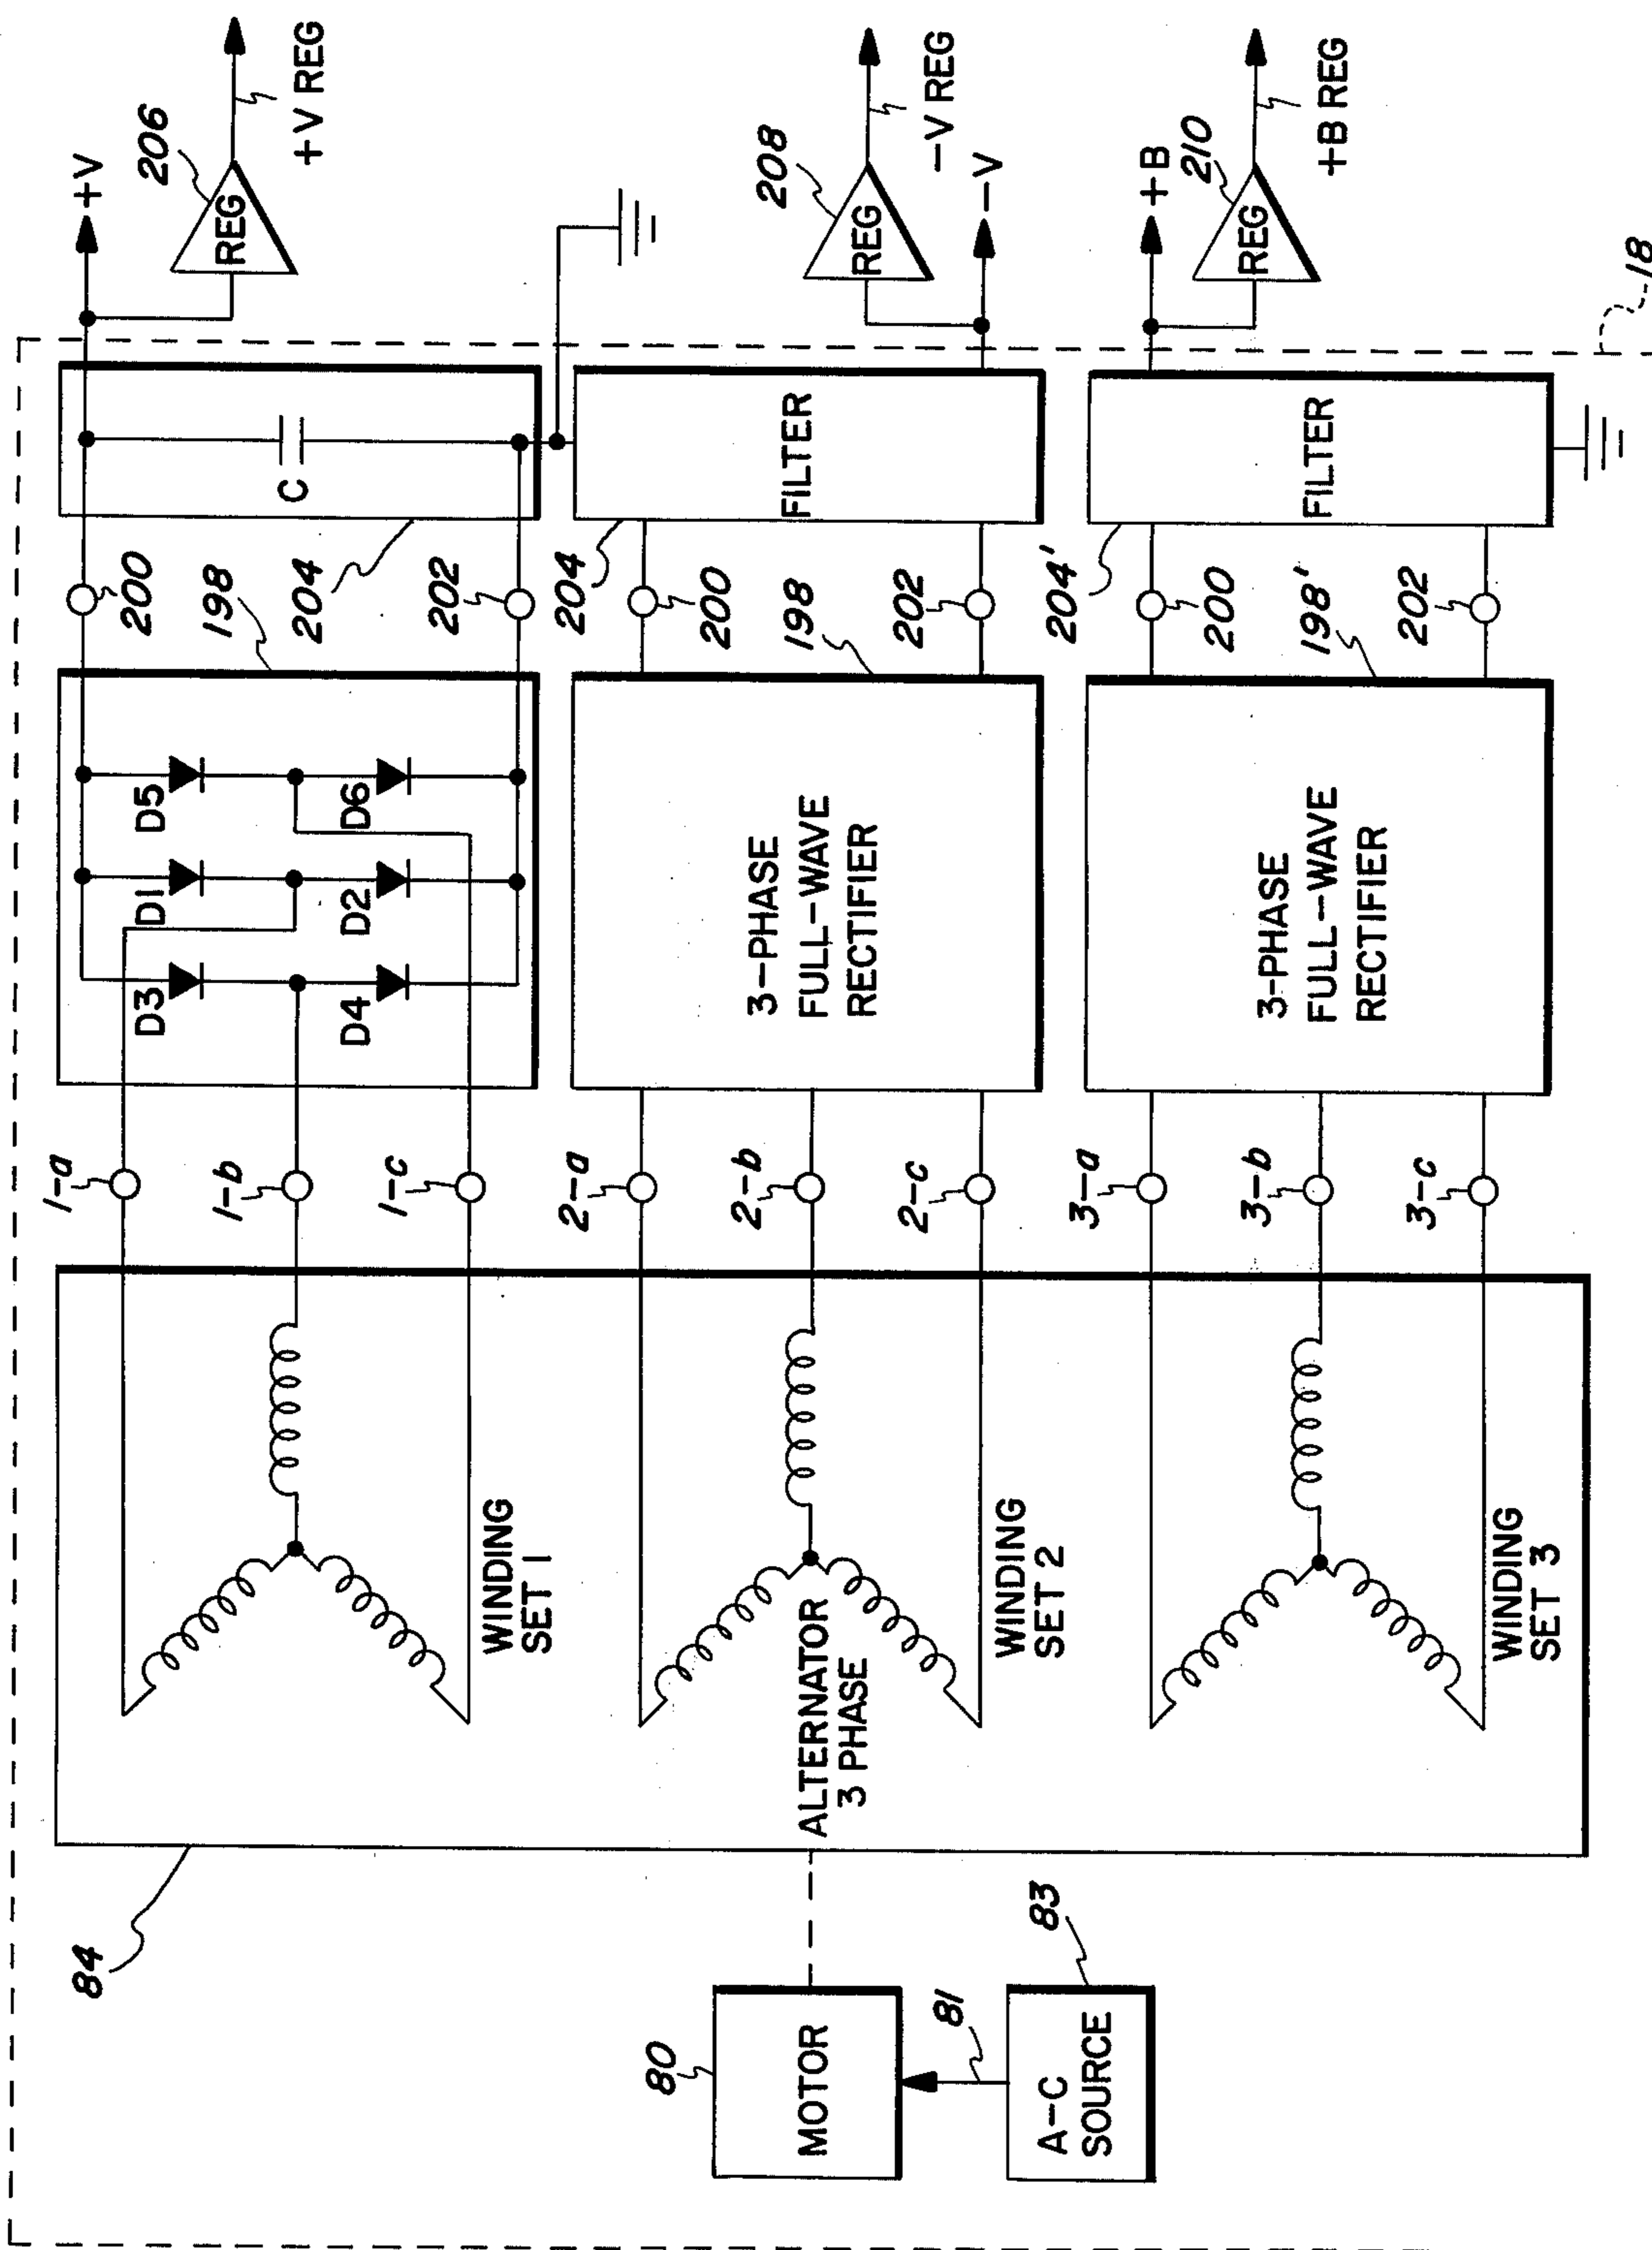 +V
206
REG
+V REG
208
REG
-V REG
-V
+B
210
REG
+B REG
18
C
FILTER
FILTER
200
198
204
202
204
200
198
202
204'
200
198'
202
D5
D6
D1
D2
D3
D4
3-PHASE
FULL-WAVE
RECTIFIER
3-PHASE
FULL-WAVE
RECTIFIER
1-a
1-b
1-c
2-a
2-b
2-c
3-a
3-b
3-c
WINDING
SET 1
WINDING
SET 2
WINDING
SET 3
ALTERNATOR
3 PHASE
84
80
MOTOR
81
83
A-C
SOURCE